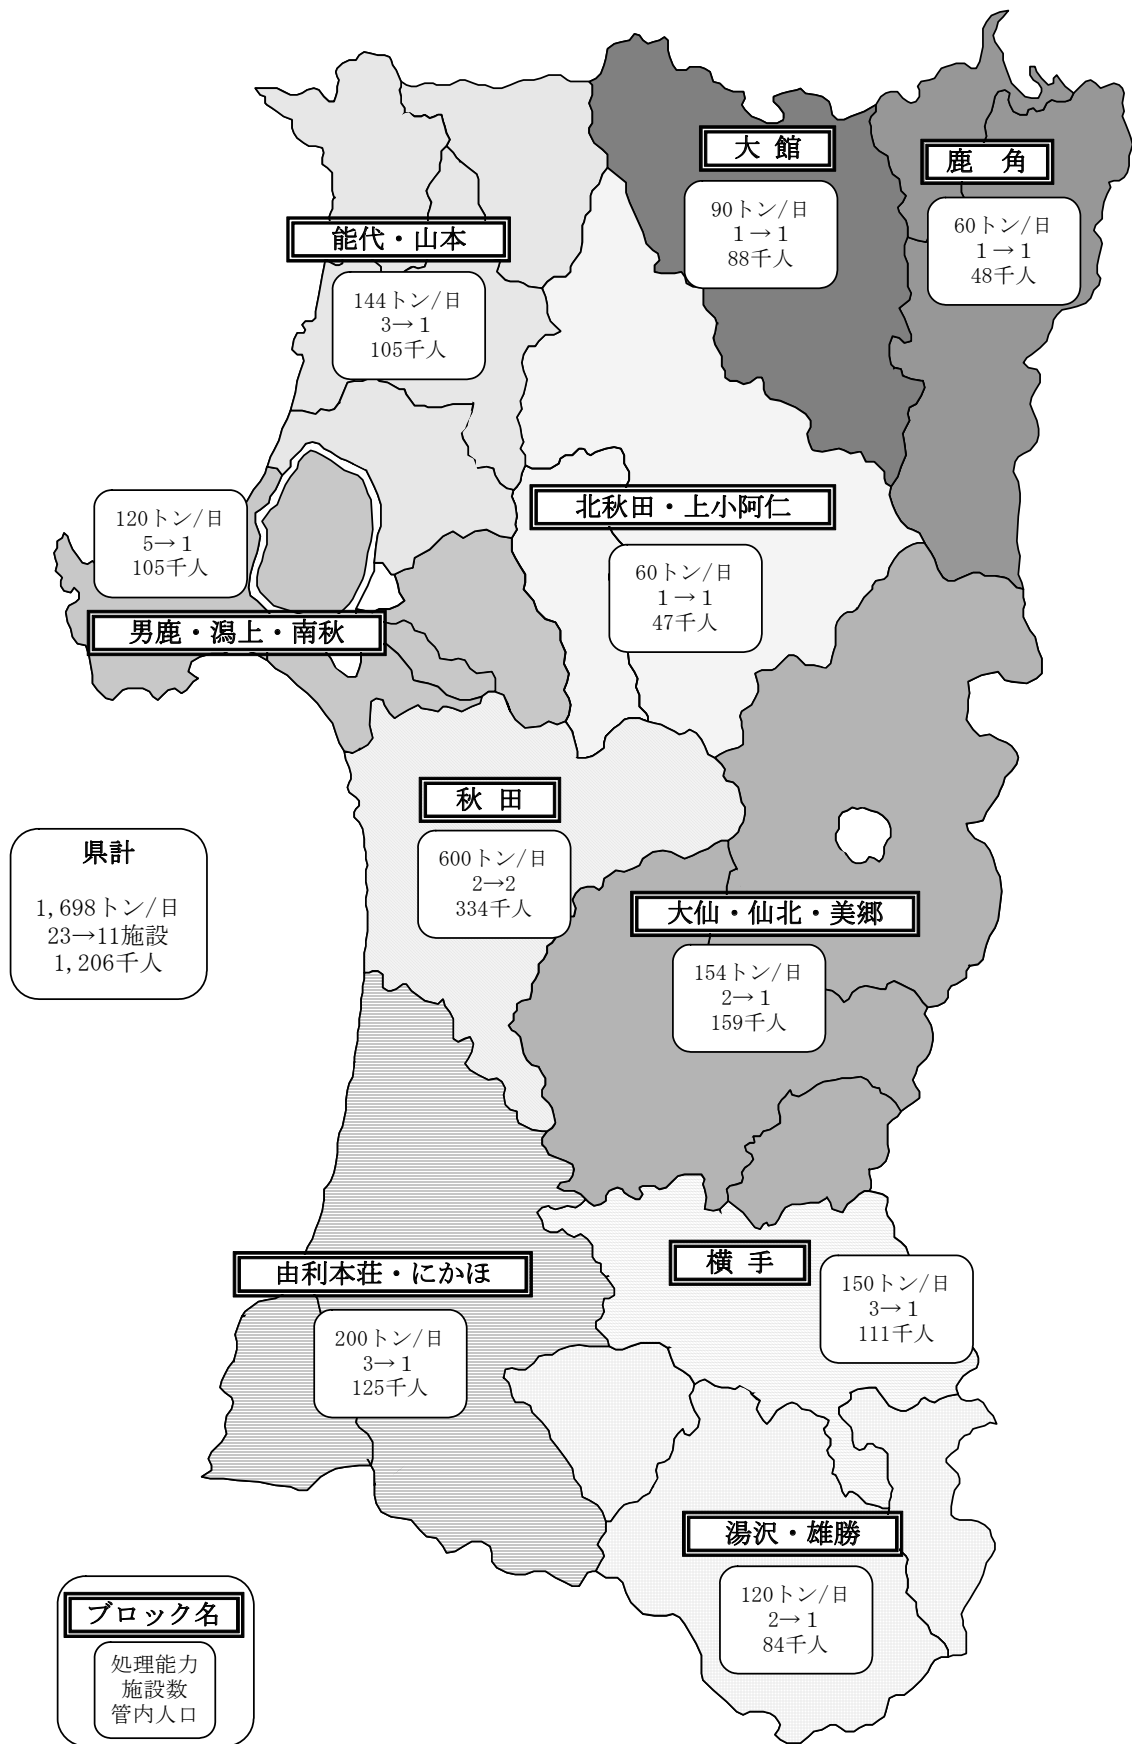 大 館
90トン/日
1→1
88千人
鹿　角
60トン/日
1→1
48千人
能代・山本
144トン/日
3→1
105千人
120トン/日
5→1
105千人
男鹿・潟上・南秋
北秋田・上小阿仁
60トン/日
1→1
47千人
秋 田
600トン/日
2→2
334千人
県計
1,698トン/日
23→11施設
1,206千人
大仙・仙北・美郷
154トン/日
2→1
159千人
由利本荘・にかほ
200トン/日
3→1
125千人
横 手
150トン/日
3→1
111千人
湯沢・雄勝
120トン/日
2→1
84千人
ブロック名
処理能力
施設数
管内人口